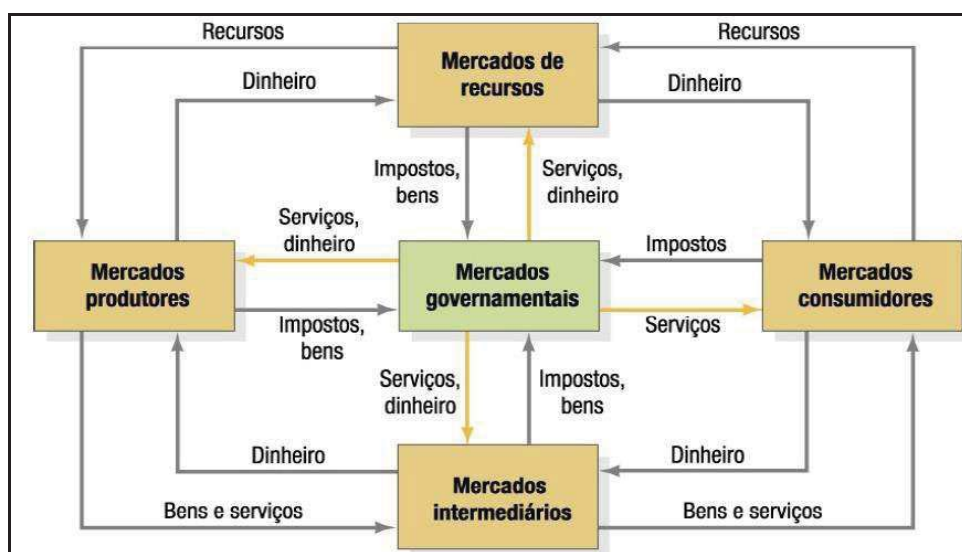 Recursos
Mercados de
recursos
Recursos
Dinheiro
Dinheiro
Impostos,
bens
Serviços,
dinheiro
Serviços,
dinheiro
Impostos
Mercados
produtores
Mercados
governamentais
Mercados
consumidores
Impostos,
bens
Serviços
Serviços,
dinheiro
Impostos,
bens
Dinheiro
Mercados
intermediários
Dinheiro
Bens e serviços
Bens e serviços